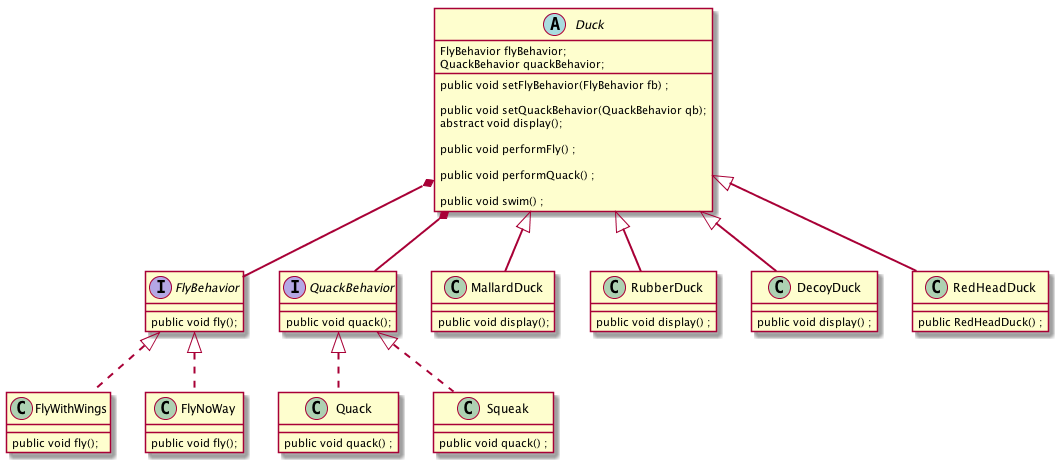 A Duck
FlyBehavior flyBehavior;
QuackBehavior quackBehavior;
public void setFlyBehavior(FlyBehavior fb) ;
public void setQuackBehavior(QuackBehavior qb);
abstract void display();
public void performFly() ;
public void performQuack() ;
public void swim() ;
I FlyBehavior
public void fly();
I QuackBehavior
public void quack();
C MallardDuck
public void display();
C RubberDuck
public void display() ;
C DecoyDuck
public void display() ;
C RedHeadDuck
public RedHeadDuck() ;
C FlyWithWings
public void fly();
C FlyNoWay
public void fly();
C Quack
public void quack() ;
C Squeak
public void quack() ;